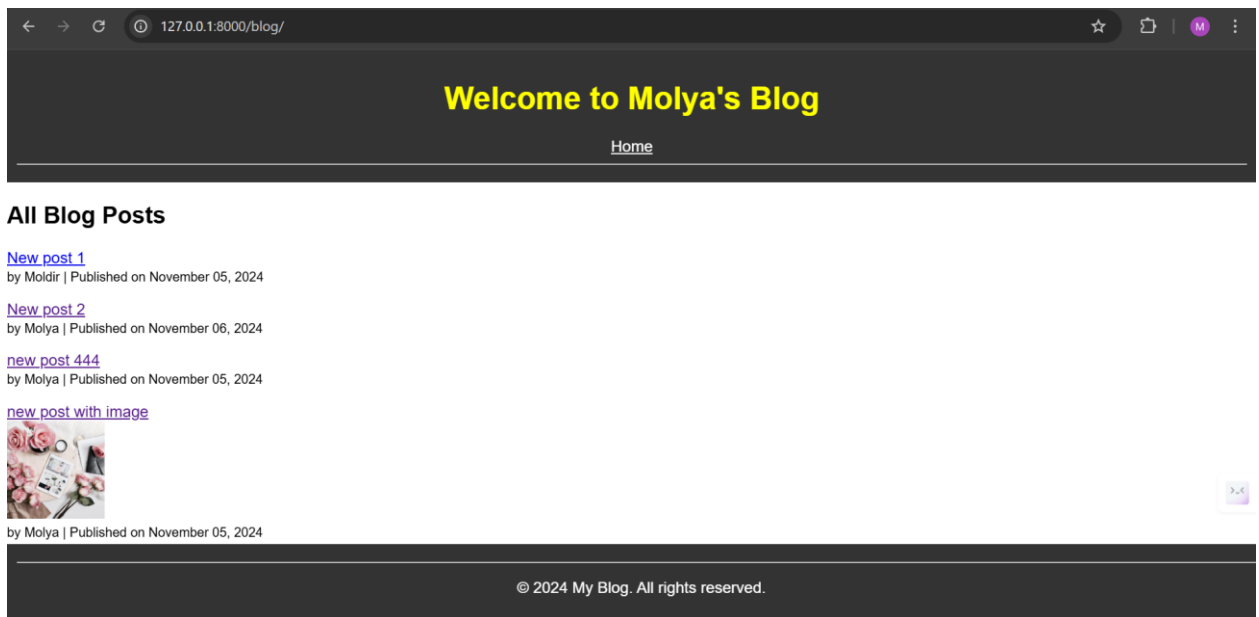 127.0.0.1:8000/blog/
M
Welcome to Molya's Blog
Home
All Blog Posts
New post 1
by Moldir | Published on November 05, 2024
New post 2
by Molya | Published on November 06, 2024
new post 444
by Molya | Published on November 05, 2024
new post with image
by Molya | Published on November 05, 2024
© 2024 My Blog. All rights reserved.